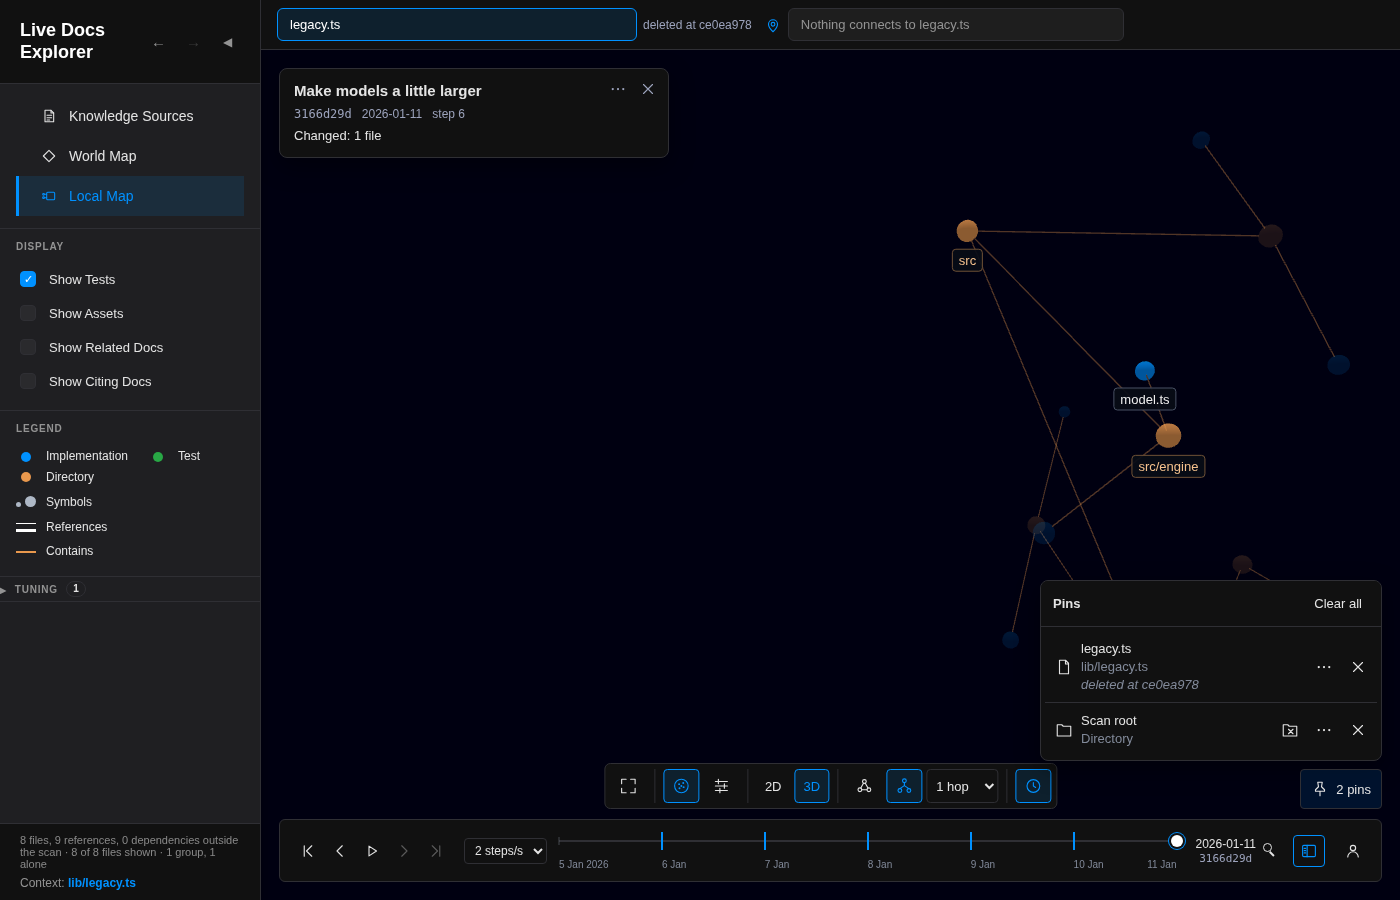 Live Docs
Explorer
Knowledge Sources
World Map
Local Map
DISPLAY
Show Tests
Show Assets
Show Related Docs
Show Citing Docs
LEGEND
Implementation
Test
Directory
Symbols
References
Contains
TUNING 1
8 files, 9 references, 0 dependencies outside
the scan · 8 of 8 files shown · 1 group, 1
alone
Context: lib/legacy.ts
legacy.ts
deleted at ce0ea978
Nothing connects to legacy.ts
Make models a little larger
3166d29d 2026-01-11 step 6
Changed: 1 file
src
model.ts
src/engine
Pins
Clear all
legacy.ts
lib/legacy.ts
deleted at ce0ea978
Scan root
Directory
2D
3D
1 hop
2 pins
2 steps/s
5 Jan 2026
6 Jan
7 Jan
8 Jan
9 Jan
10 Jan
11 Jan
2026-01-11
3166d29d